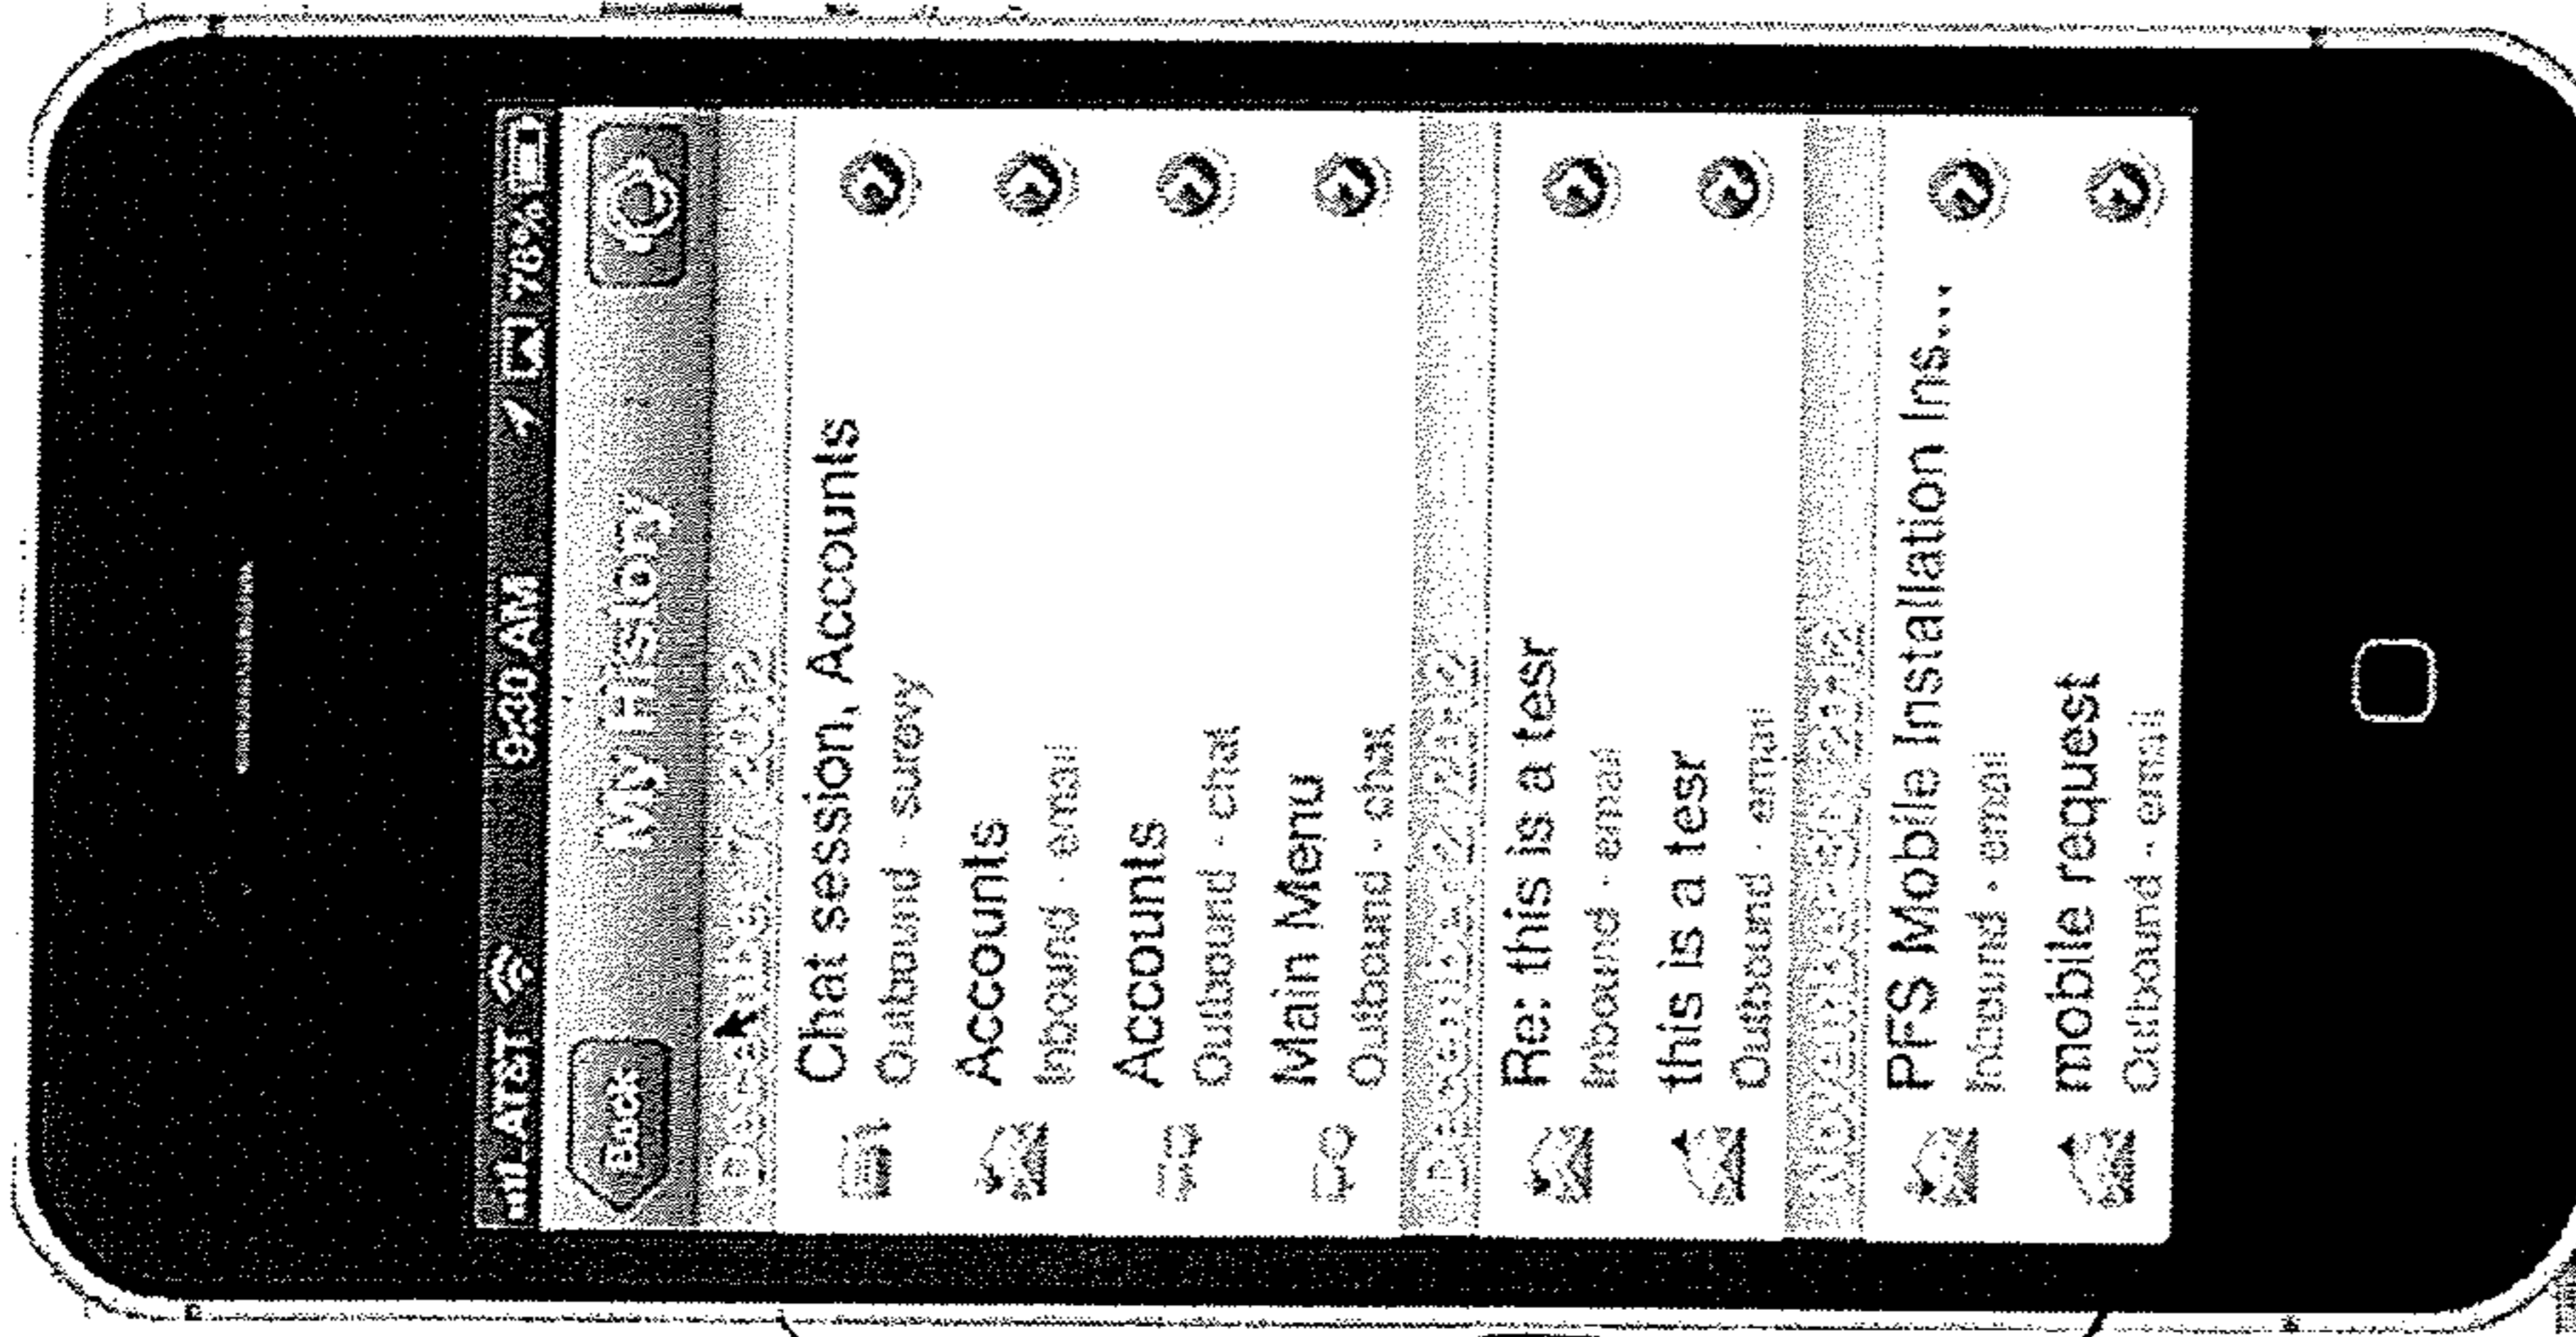 AT&T 9:30 AM 76%
Back My History
Chat session, Accounts
Outbound - surevy
Accounts
Inbound - email
Accounts
Outbound - chat
Main Menu
Outbound - chat
Re: this is a tesr
Inbound - email
this is a tesr
Outbound - email
PFS Mobile Installation Ins...
Inbound - email
mobile request
Outbound - email